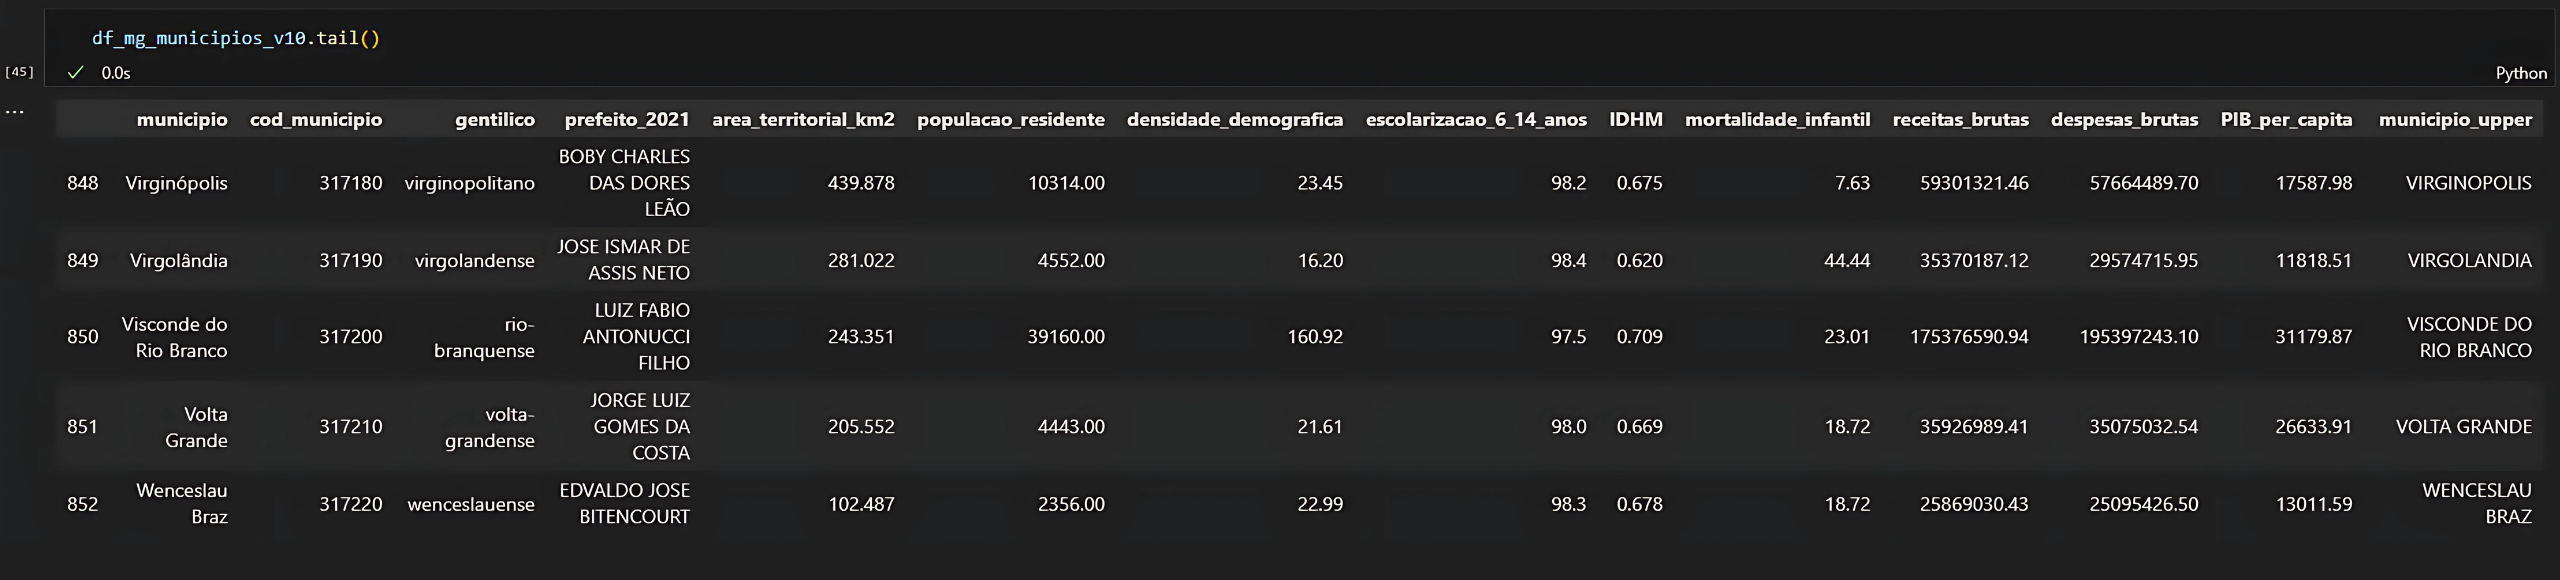 df_mg_municipios_v10.tail()
[45] ✓ 0.0s Python
...
municipio cod_municipio gentilico prefeito_2021 area_territorial_km2 populacao_residente densidade_demografica escolarizacao_6_14_anos IDHM mortalidade_infantil receitas_brutas despesas_brutas PIB_per_capita municipio_upper
848 Virginópolis 317180 virginopolitano BOBY CHARLES DAS DORES LEÃO 439.878 10314.00 23.45 98.2 0.675 7.63 59301321.46 57664489.70 17587.98 VIRGINOPOLIS
849 Virgolândia 317190 virgolandense JOSE ISMAR DE ASSIS NETO 281.022 4552.00 16.20 98.4 0.620 44.44 35370187.12 29574715.95 11818.51 VIRGOLANDIA
850 Visconde do Rio Branco 317200 rio-branquense LUIZ FABIO ANTONUCCI FILHO 243.351 39160.00 160.92 97.5 0.709 23.01 175376590.94 195397243.10 31179.87 VISCONDE DO RIO BRANCO
851 Volta Grande 317210 volta-grandense JORGE LUIZ GOMES DA COSTA 205.552 4443.00 21.61 98.0 0.669 18.72 35926989.41 35075032.54 26633.91 VOLTA GRANDE
852 Wenceslau Braz 317220 wenceslauense EDVALDO JOSE BITENCOURT 102.487 2356.00 22.99 98.3 0.678 18.72 25869030.43 25095426.50 13011.59 WENCESLAU BRAZ